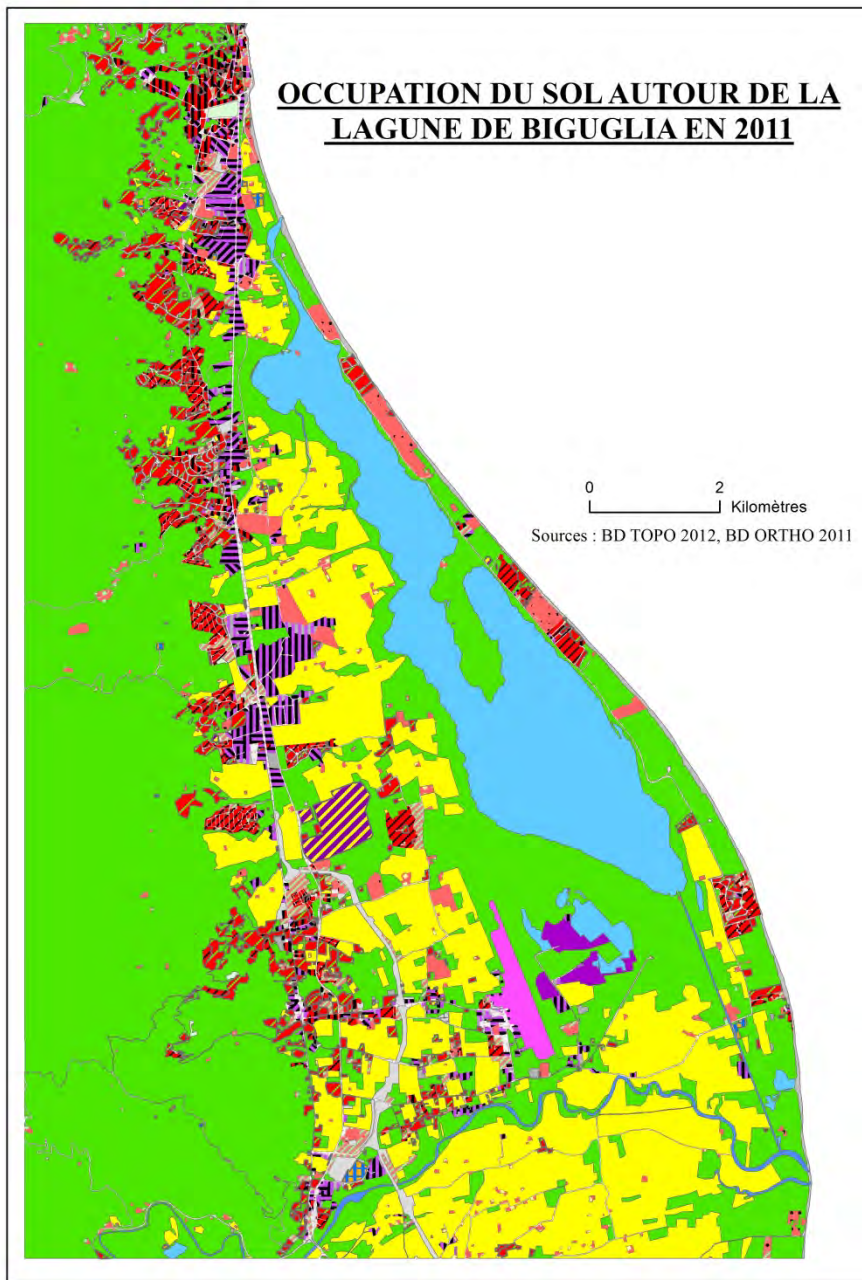 OCCUPATION DU SOL AUTOUR DE LA
LAGUNE DE BIGUGLIA EN 2011
0 2
Kilomètres
Sources : BD TOPO 2012, BD ORTHO 2011